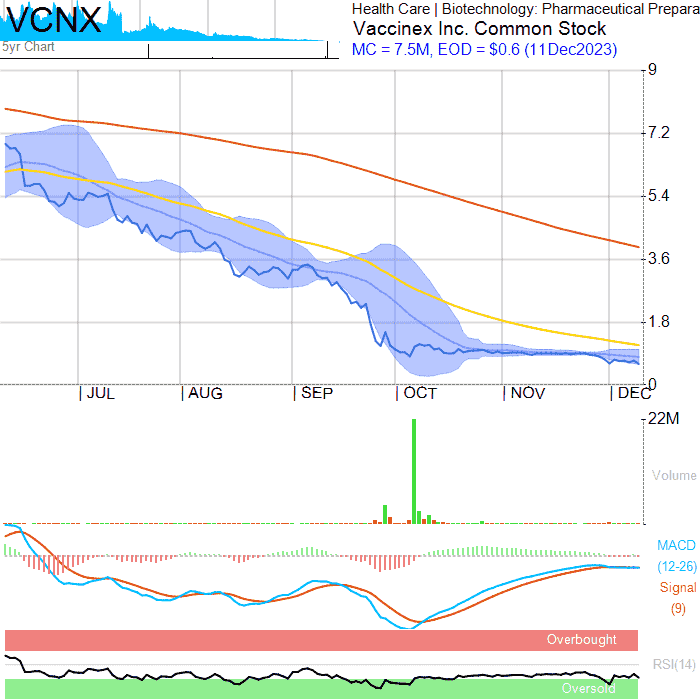 VCNX
5yr Chart
Health Care | Biotechnology: Pharmaceutical Prepara
Vaccinex Inc. Common Stock
MC = 7.5M, EOD = $0.6 (11Dec2023)
9
7.2
5.4
3.6
1.8
0
| JUL | AUG | SEP | OCT | NOV | DEC
22M
Volume
MACD
(12-26)
Signal
(9)
Overbought
RSI(14)
Oversold